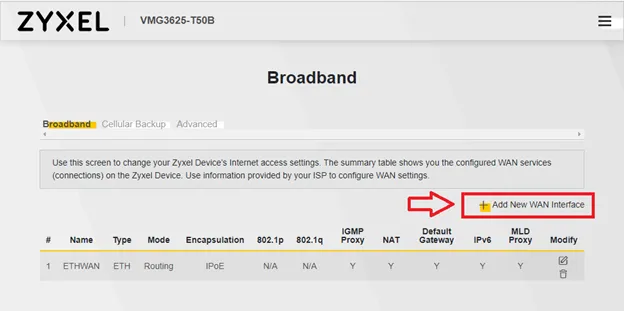 ZYXEL | VMG3625-T50B
Broadband
Broadband Cellular Backup Advanced
Use this screen to change your Zyxel Device's Internet access settings. The summary table shows you the configured WAN services
(connections) on the Zyxel Device. Use information provided by your ISP to configure WAN settings.
+ Add New WAN Interface
# Name Type Mode Encapsulation 802.1p 802.1q IGMP Proxy NAT Default Gateway IPv6 MLD Proxy Modify
1 ETHWAN ETH Routing IPoE N/A N/A Y Y Y Y Y